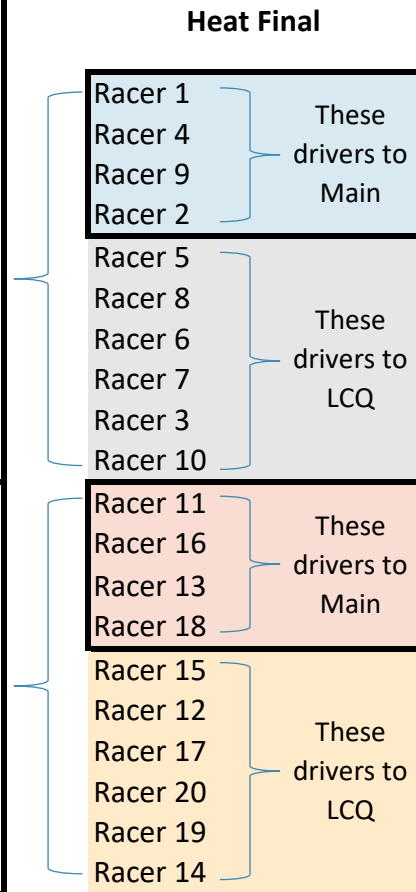 Heat Final
Racer 1
Racer 4
Racer 9
Racer 2
These
drivers to
Main
Racer 5
Racer 8
Racer 6
Racer 7
Racer 3
Racer 10
These
drivers to
LCQ
Racer 11
Racer 16
Racer 13
Racer 18
These
drivers to
Main
Racer 15
Racer 12
Racer 17
Racer 20
Racer 19
Racer 14
These
drivers to
LCQ